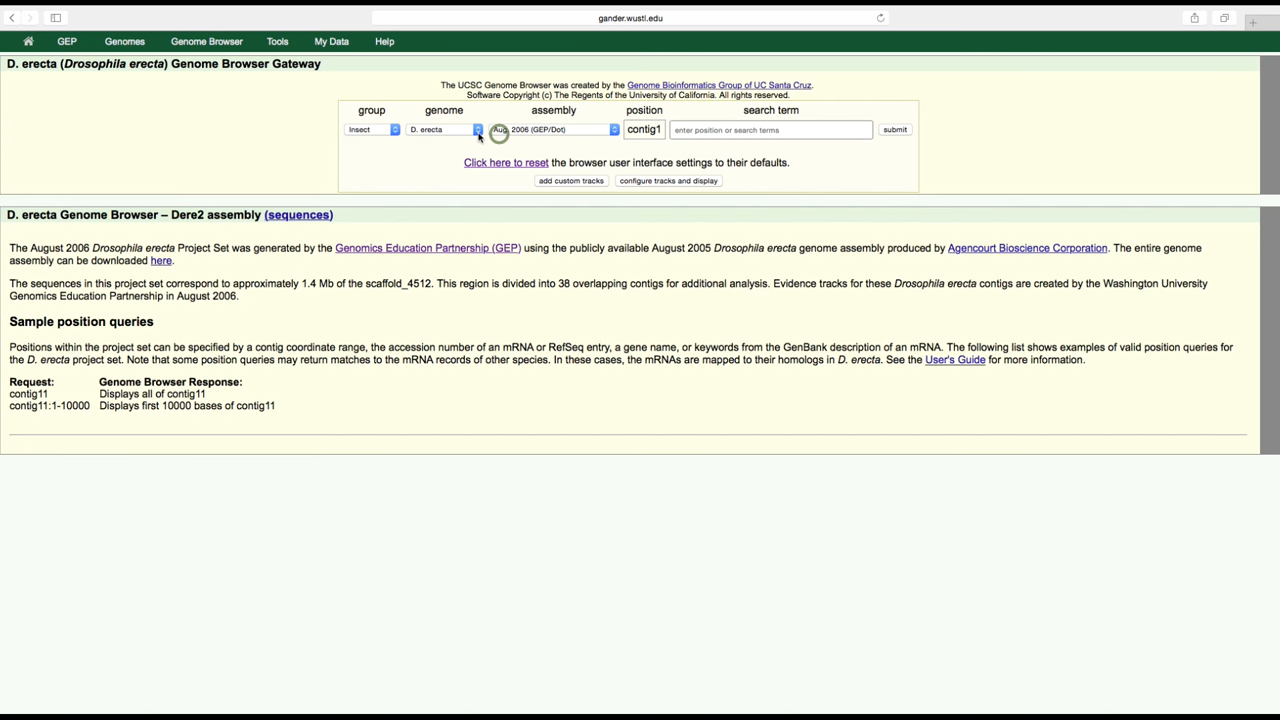 gander.wustl.edu
GEP Genomes Genome Browser Tools My Data Help
D. erecta (Drosophila erecta) Genome Browser Gateway
The UCSC Genome Browser was created by the Genome Bioinformatics Group of UC Santa Cruz.
Software Copyright (c) The Regents of the University of California. All rights reserved.
group genome assembly position search term
Insect D. erecta Aug. 2006 (GEP/Dot) contig1 enter position or search terms submit
Click here to reset the browser user interface settings to their defaults.
add custom tracks configure tracks and display
D. erecta Genome Browser – Dere2 assembly (sequences)
The August 2006 Drosophila erecta Project Set was generated by the Genomics Education Partnership (GEP) using the publicly available August 2005 Drosophila erecta genome assembly produced by Agencourt Bioscience Corporation. The entire genome
assembly can be downloaded here.
The sequences in this project set correspond to approximately 1.4 Mb of the scaffold_4512. This region is divided into 38 overlapping contigs for additional analysis. Evidence tracks for these Drosophila erecta contigs are created by the Washington University
Genomics Education Partnership in August 2006.
Sample position queries
Positions within the project set can be specified by a contig coordinate range, the accession number of an mRNA or RefSeq entry, a gene name, or keywords from the GenBank description of an mRNA. The following list shows examples of valid position queries for
the D. erecta project set. Note that some position queries may return matches to the mRNA records of other species. In these cases, the mRNAs are mapped to their homologs in D. erecta. See the User's Guide for more information.
Request: Genome Browser Response:
contig11 Displays all of contig11
contig11:1-10000 Displays first 10000 bases of contig11